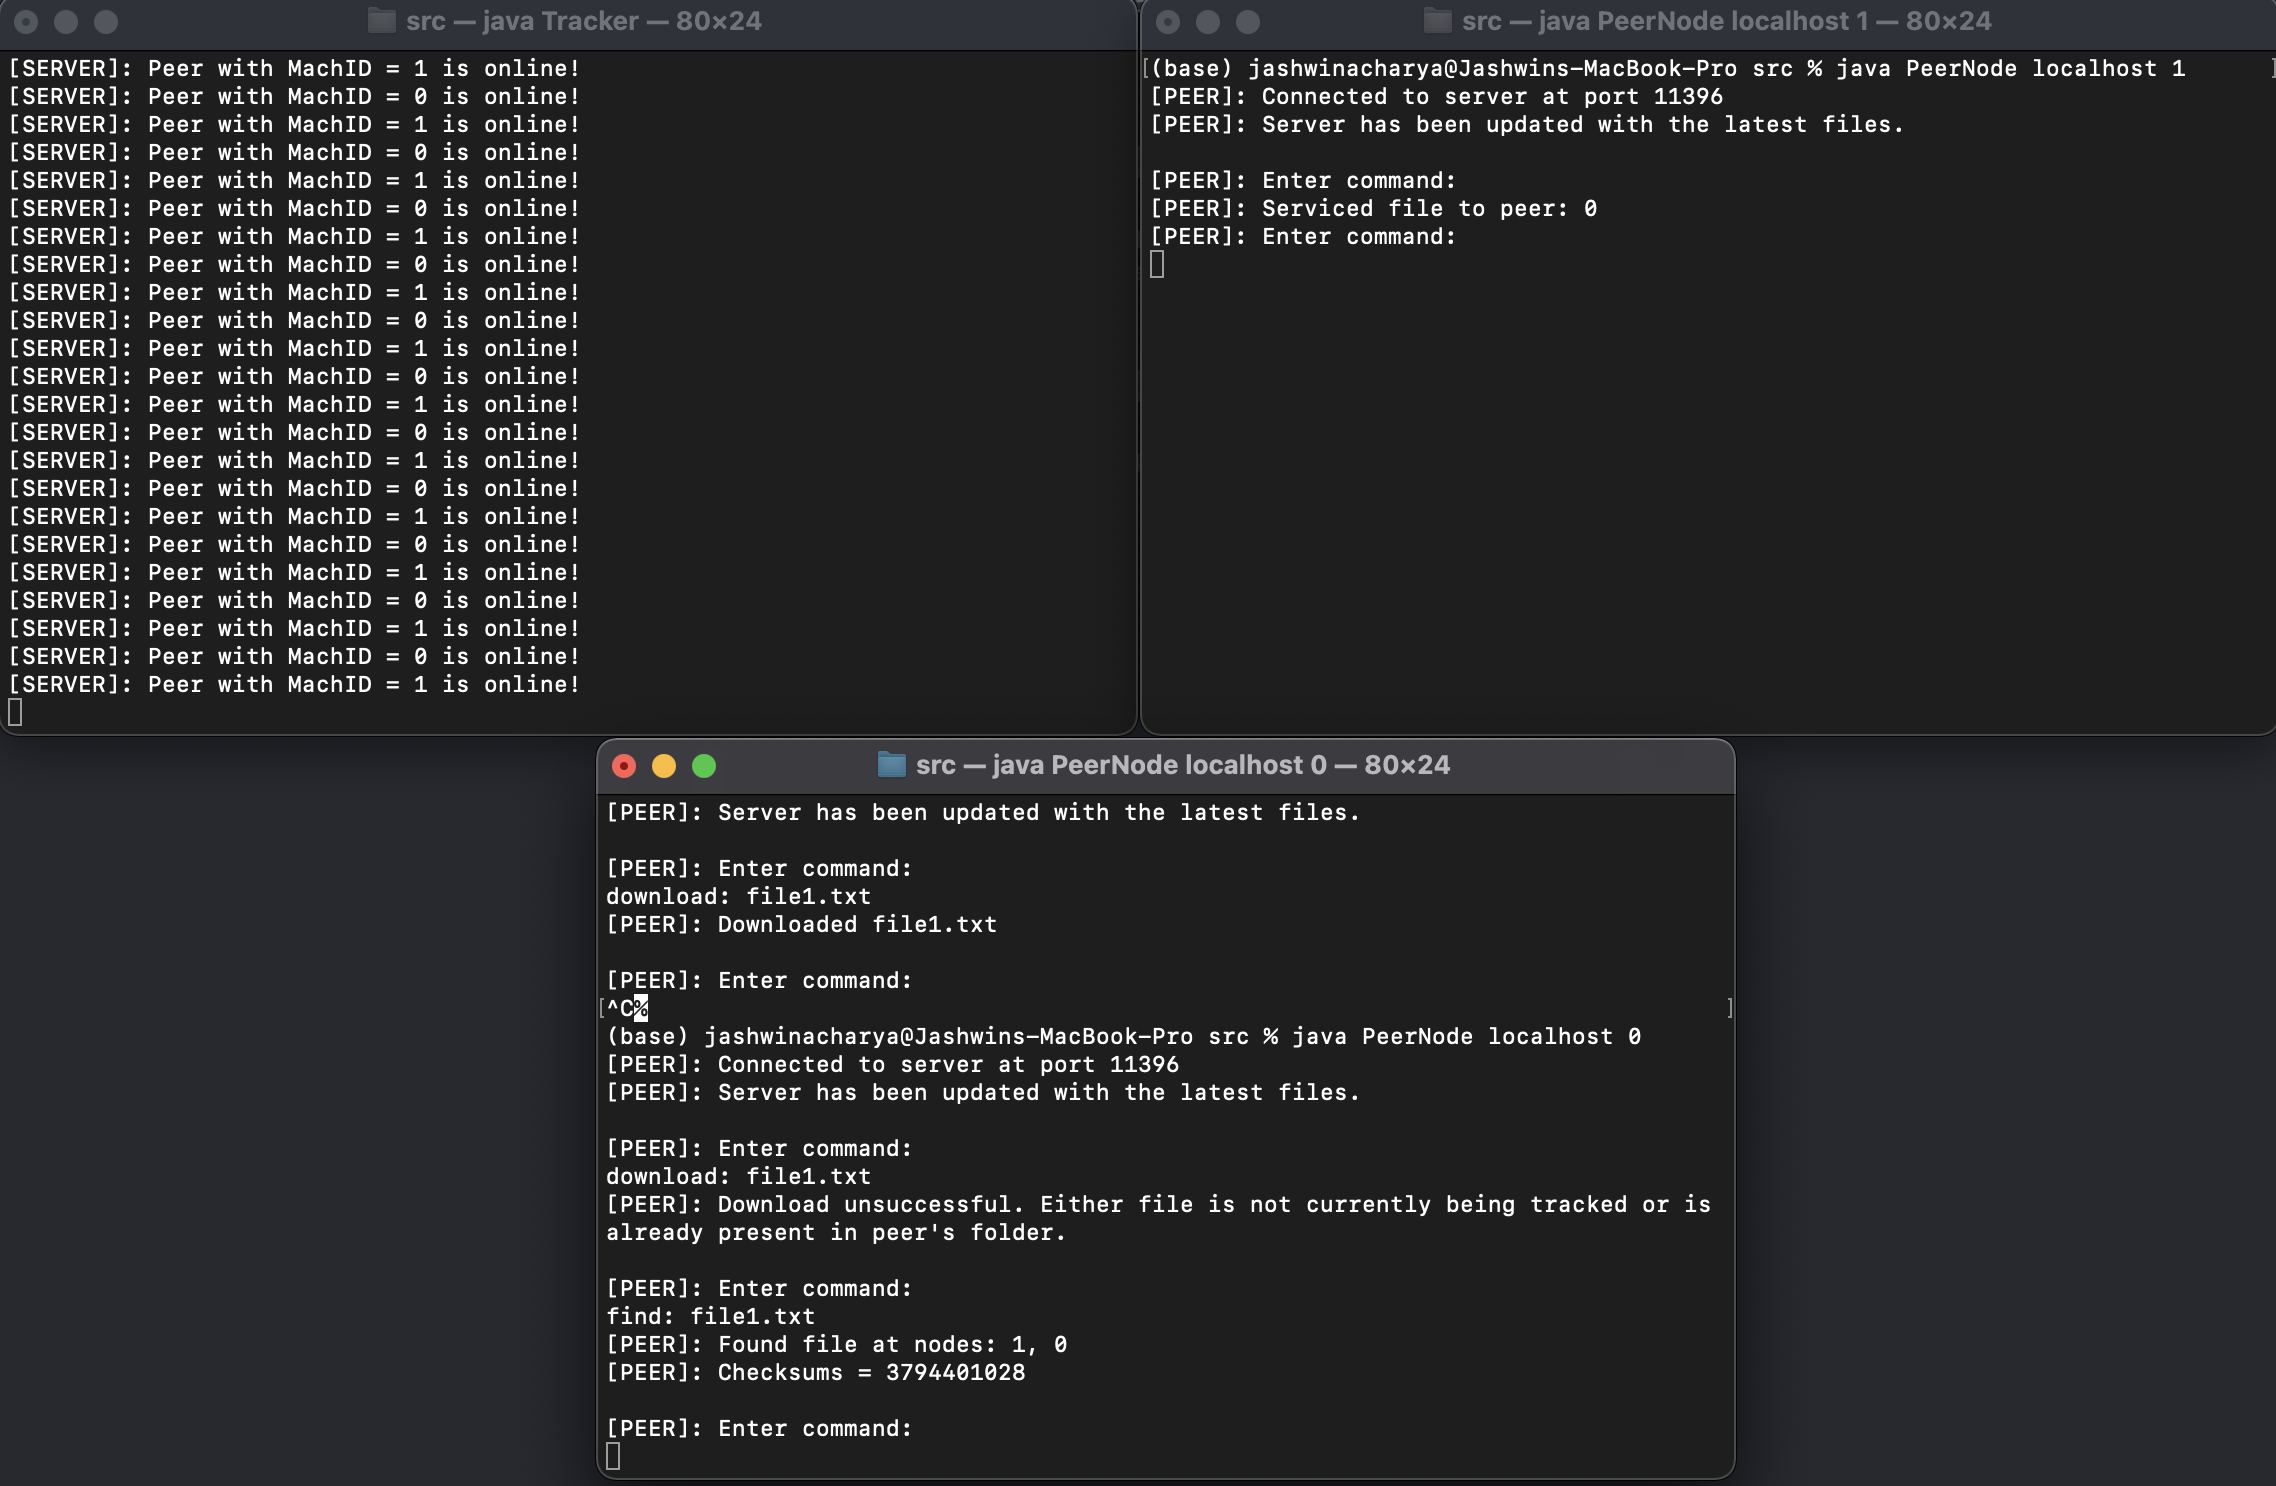 src — java Tracker — 80×24
[SERVER]: Peer with MachID = 1 is online!
[SERVER]: Peer with MachID = 0 is online!
[SERVER]: Peer with MachID = 1 is online!
[SERVER]: Peer with MachID = 0 is online!
[SERVER]: Peer with MachID = 1 is online!
[SERVER]: Peer with MachID = 0 is online!
[SERVER]: Peer with MachID = 1 is online!
[SERVER]: Peer with MachID = 0 is online!
[SERVER]: Peer with MachID = 1 is online!
[SERVER]: Peer with MachID = 0 is online!
[SERVER]: Peer with MachID = 1 is online!
[SERVER]: Peer with MachID = 0 is online!
[SERVER]: Peer with MachID = 1 is online!
[SERVER]: Peer with MachID = 0 is online!
[SERVER]: Peer with MachID = 1 is online!
[SERVER]: Peer with MachID = 0 is online!
[SERVER]: Peer with MachID = 1 is online!
[SERVER]: Peer with MachID = 0 is online!
[SERVER]: Peer with MachID = 1 is online!
[SERVER]: Peer with MachID = 0 is online!
[SERVER]: Peer with MachID = 1 is online!
[SERVER]: Peer with MachID = 0 is online!
[SERVER]: Peer with MachID = 1 is online!
src — java PeerNode localhost 1 — 80×24
[(base) jashwinacharya@Jashwins-MacBook-Pro src % java PeerNode localhost 1 ]
[PEER]: Connected to server at port 11396
[PEER]: Server has been updated with the latest files.
[PEER]: Enter command:
[PEER]: Serviced file to peer: 0
[PEER]: Enter command:
src — java PeerNode localhost 0 — 80×24
[PEER]: Server has been updated with the latest files.
[PEER]: Enter command:
download: file1.txt
[PEER]: Downloaded file1.txt
[PEER]: Enter command:
[^C% ]
(base) jashwinacharya@Jashwins-MacBook-Pro src % java PeerNode localhost 0
[PEER]: Connected to server at port 11396
[PEER]: Server has been updated with the latest files.
[PEER]: Enter command:
download: file1.txt
[PEER]: Download unsuccessful. Either file is not currently being tracked or is
already present in peer's folder.
[PEER]: Enter command:
find: file1.txt
[PEER]: Found file at nodes: 1, 0
[PEER]: Checksums = 3794401028
[PEER]: Enter command: